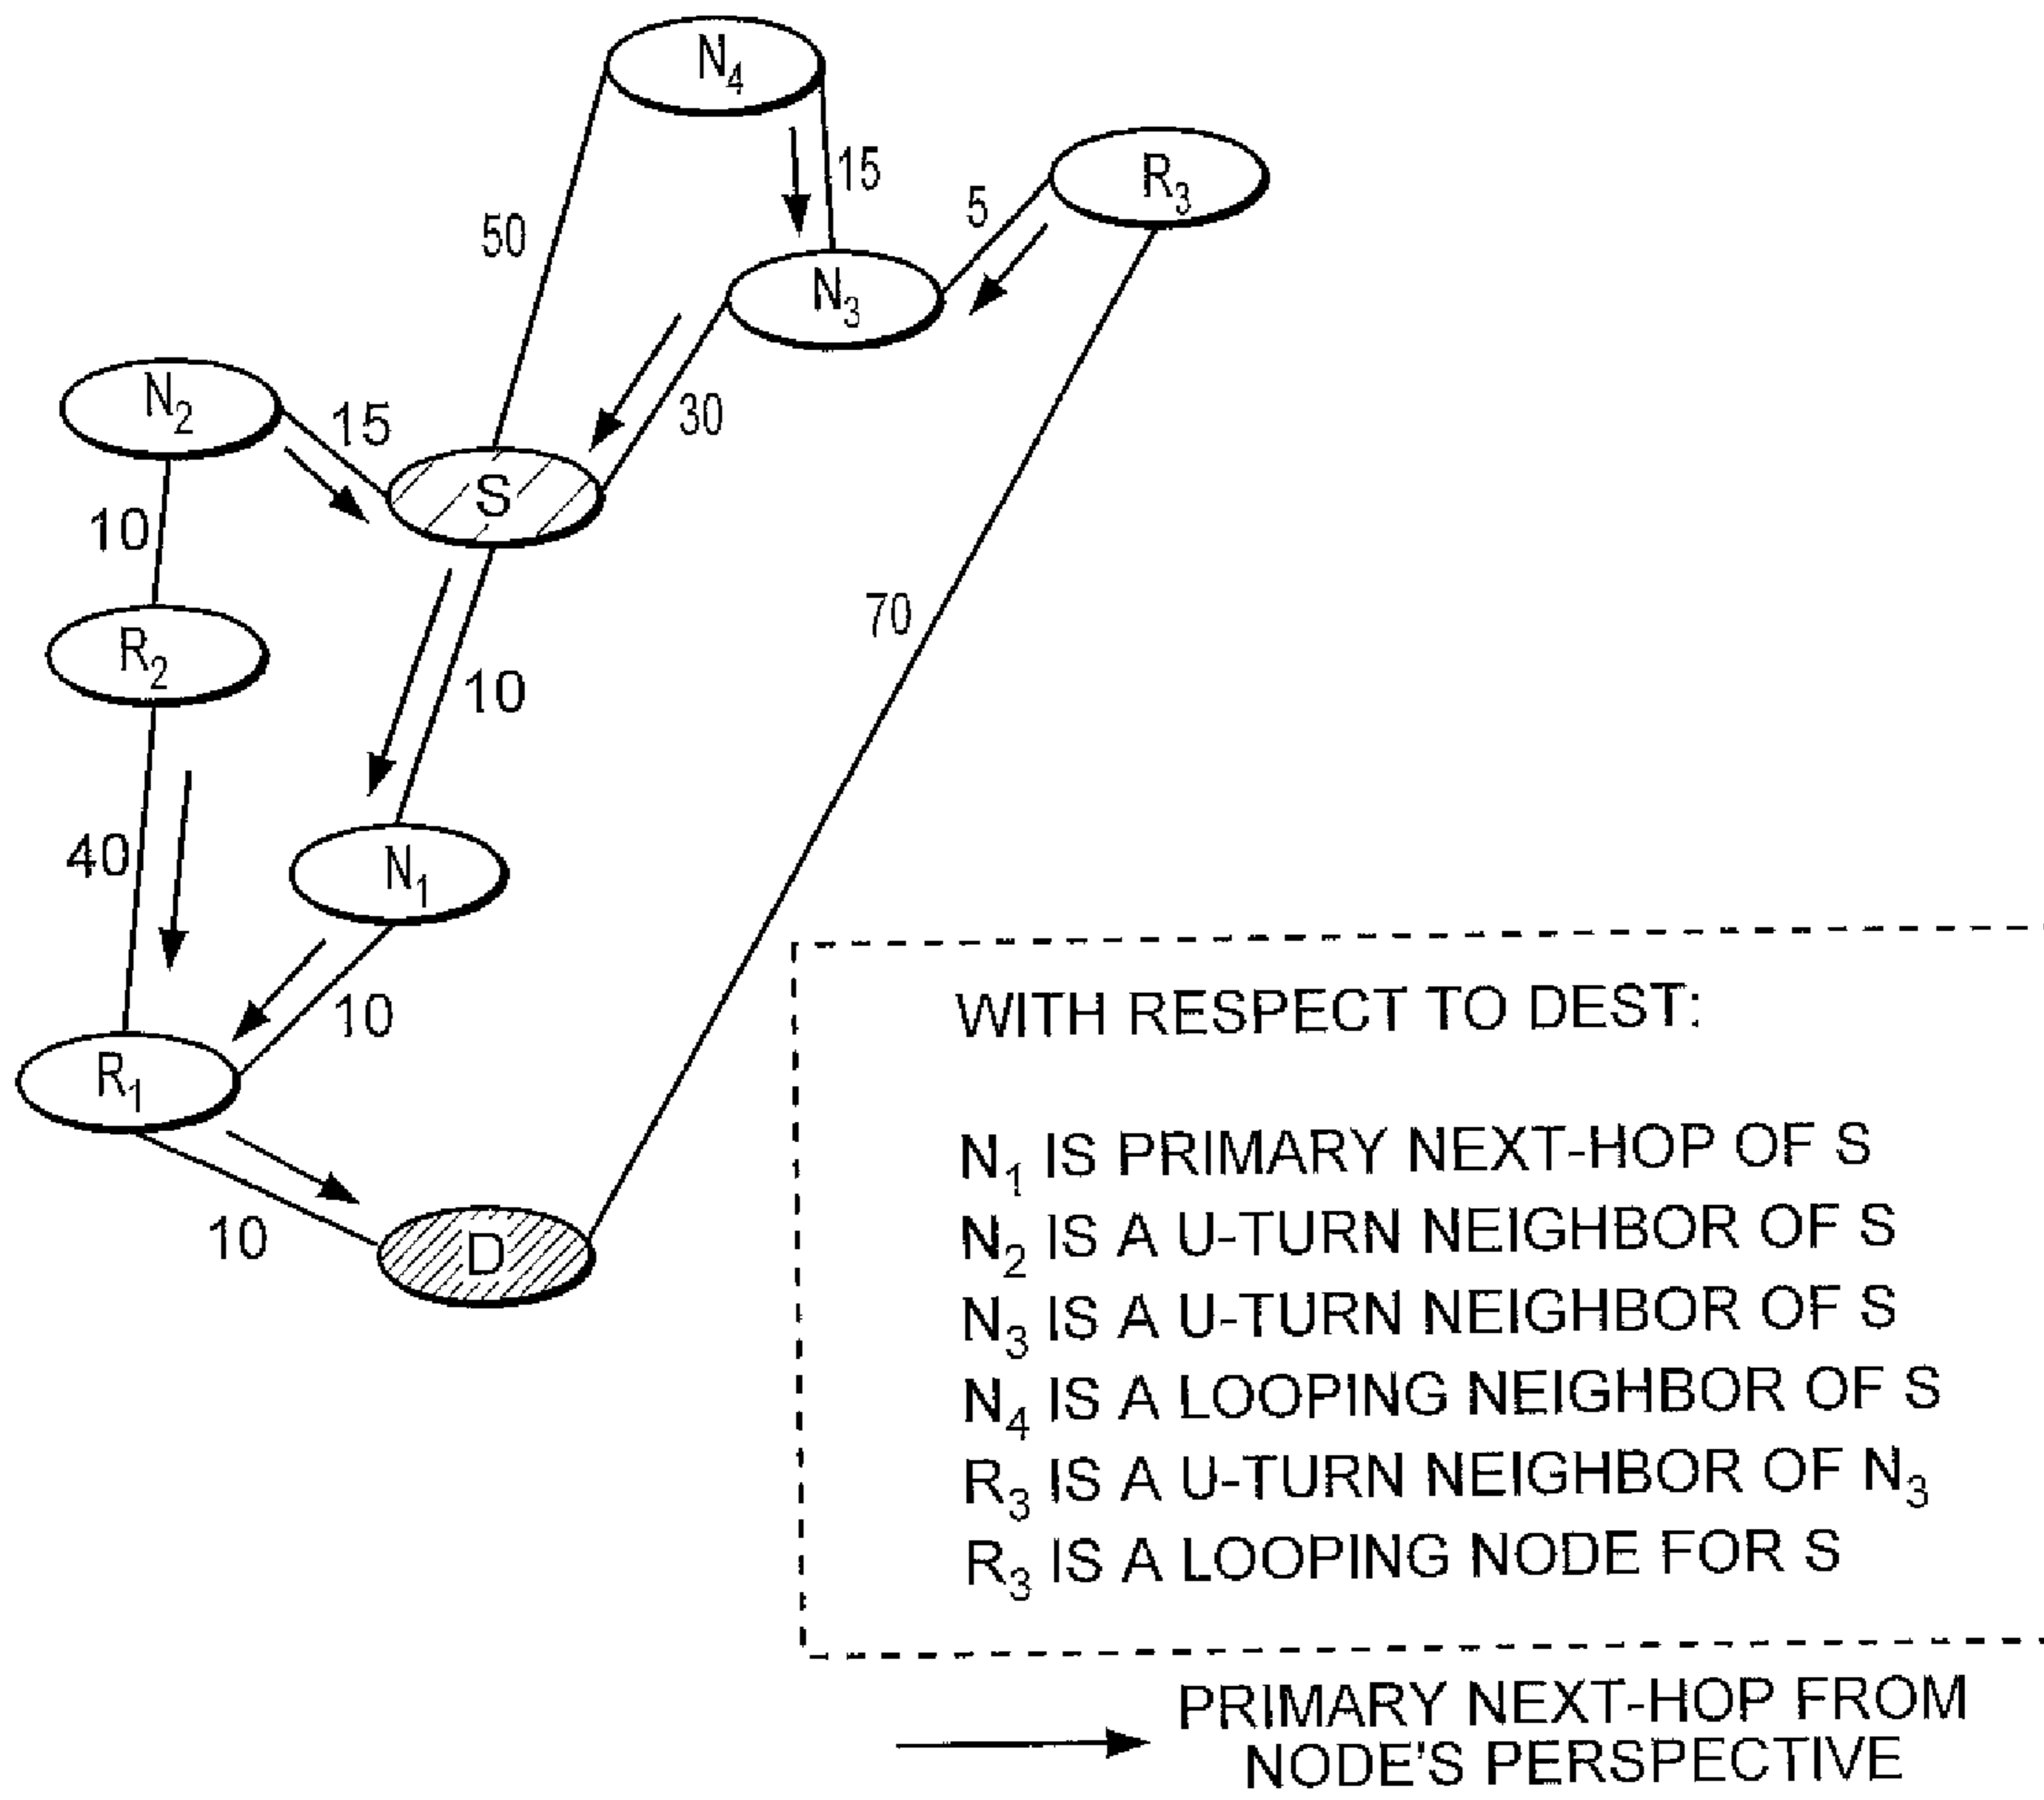 N₄
15
R₃
5
50
N₃
N₂
15
30
S
10
R₂
70
10
40
N₁
10
R₁
10
D
WITH RESPECT TO DEST:
N₁ IS PRIMARY NEXT-HOP OF S
N₂ IS A U-TURN NEIGHBOR OF S
N₃ IS A U-TURN NEIGHBOR OF S
N₄ IS A LOOPING NEIGHBOR OF S
R₃ IS A U-TURN NEIGHBOR OF N₃
R₃ IS A LOOPING NODE FOR S
PRIMARY NEXT-HOP FROM
NODE'S PERSPECTIVE